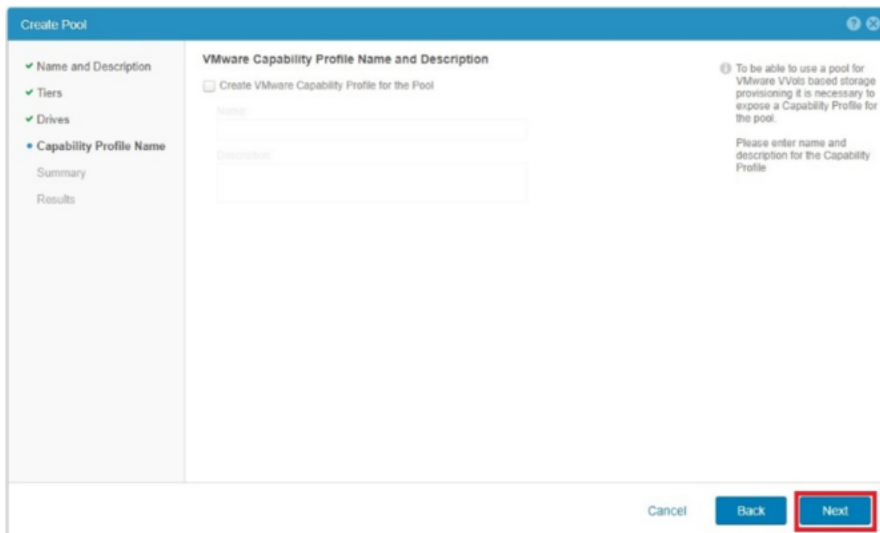 Create Pool
Name and Description
Tiers
Drives
Capability Profile Name
Summary
Results
VMware Capability Profile Name and Description
Create VMware Capability Profile for the Pool
Name:
Description:
To be able to use a pool for
VMware VVols based storage
provisioning it is necessary to
expose a Capability Profile for
the pool.
Please enter name and
description for the Capability
Profile
Cancel
Back
Next